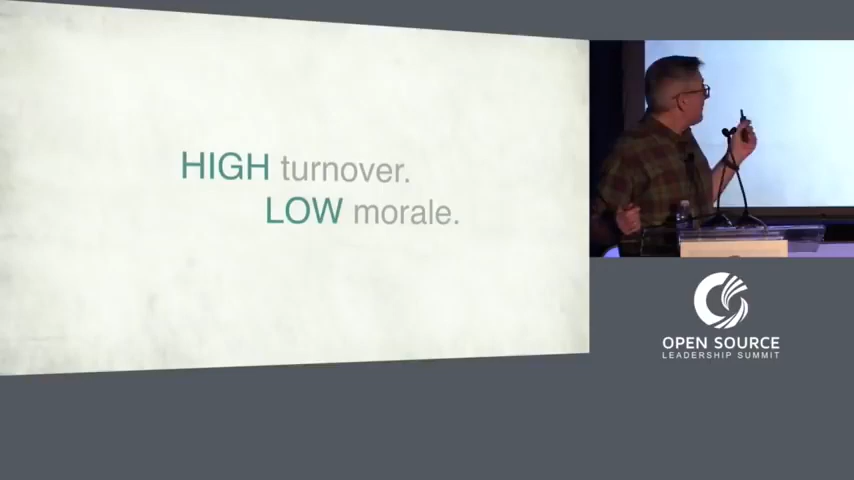 HIGH turnover.
LOW morale.
OPEN SOURCE
LEADERSHIP SUMMIT